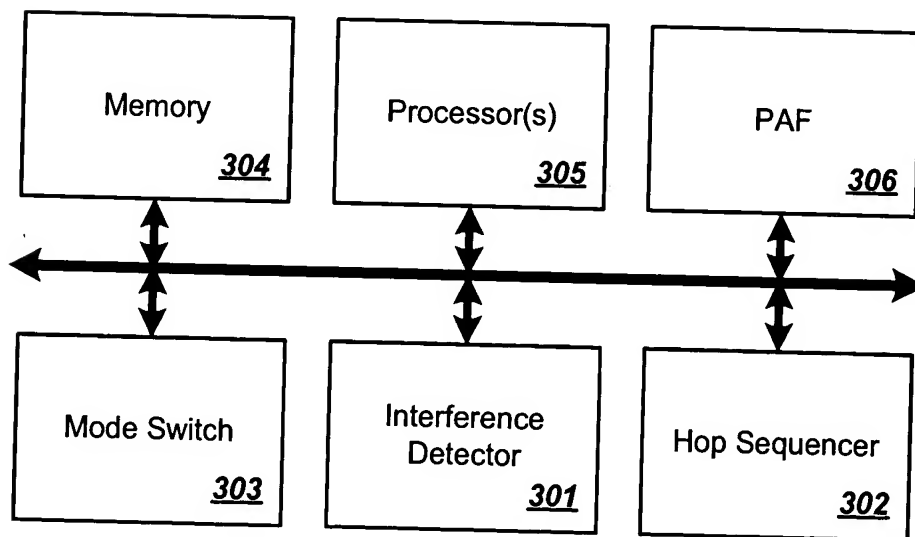 Memory
304
Processor(s)
305
PAF
306
Mode Switch
303
Interference
Detector
301
Hop Sequencer
302